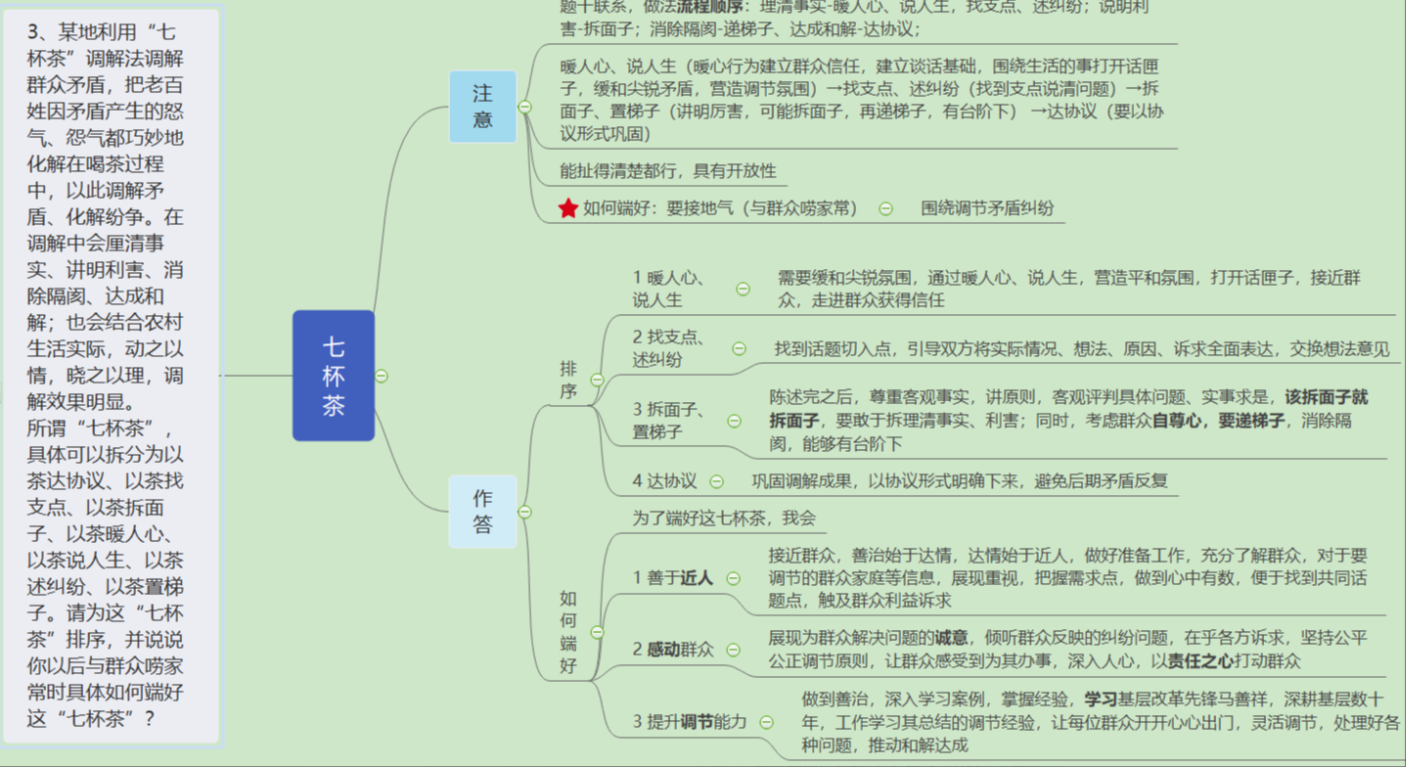 3、某地利用“七
杯茶”调解法调解
群众矛盾，把老百
姓因矛盾产生的怒
气、怨气都巧妙地
化解在喝茶过程
中，以此调解矛
盾、化解纷争。在
调解中会厘清事
实、讲明利害、消
除隔阂、达成和
解；也会结合农村
生活实际，动之以
情，晓之以理，调
解效果明显。
所谓“七杯茶”，
具体可以拆分为以
茶达协议、以茶找
支点、以茶拆面
子、以茶暖人心、
以茶说人生、以茶
述纠纷、以茶置梯
子。请为这“七杯
茶”排序，并说说
你以后与群众唠家
常时具体如何端好
这“七杯茶”？
七
杯
茶
注
意
题干联系，做法流程顺序：理清事实-暖人心、说人生，找支点、述纠纷；说明利
害-拆面子；消除隔阂-递梯子、达成和解-达协议；
暖人心、说人生（暖心行为建立群众信任，建立谈话基础，围绕生活的事打开话匣
子，缓和尖锐矛盾，营造调节氛围）→找支点、述纠纷（找到支点说清问题）→拆
面子、置梯子（讲明厉害，可能拆面子，再递梯子，有台阶下） →达协议（要以协
议形式巩固）
能扯得清楚都行，具有开放性
如何端好：要接地气（与群众唠家常）
围绕调节矛盾纠纷
作
答
排
序
1 暖人心、
说人生
需要缓和尖锐氛围，通过暖人心、说人生，营造平和氛围，打开话匣子，接近群
众，走进群众获得信任
2 找支点、
述纠纷
找到话题切入点，引导双方将实际情况、想法、原因、诉求全面表达，交换想法意见
3 拆面子、
置梯子
陈述完之后，尊重客观事实，讲原则，客观评判具体问题、实事求是，该拆面子就
拆面子，要敢于拆理清事实、利害；同时，考虑群众自尊心，要递梯子，消除隔
阂，能够有台阶下
4 达协议
巩固调解成果，以协议形式明确下来，避免后期矛盾反复
如
何
端
好
为了端好这七杯茶，我会
1 善于近人
接近群众，善治始于达情，达情始于近人，做好准备工作，充分了解群众，对于要
调节的群众家庭等信息，展现重视，把握需求点，做到心中有数，便于找到共同话
题点，触及群众利益诉求
2 感动群众
展现为群众解决问题的诚意，倾听群众反映的纠纷问题，在乎各方诉求，坚持公平
公正调节原则，让群众感受到为其办事，深入人心，以责任之心打动群众
3 提升调节能力
做到善治，深入学习案例，掌握经验，学习基层改革先锋马善祥，深耕基层数十
年，工作学习其总结的调节经验，让每位群众开开心心出门，灵活调节，处理好各
种问题，推动和解达成